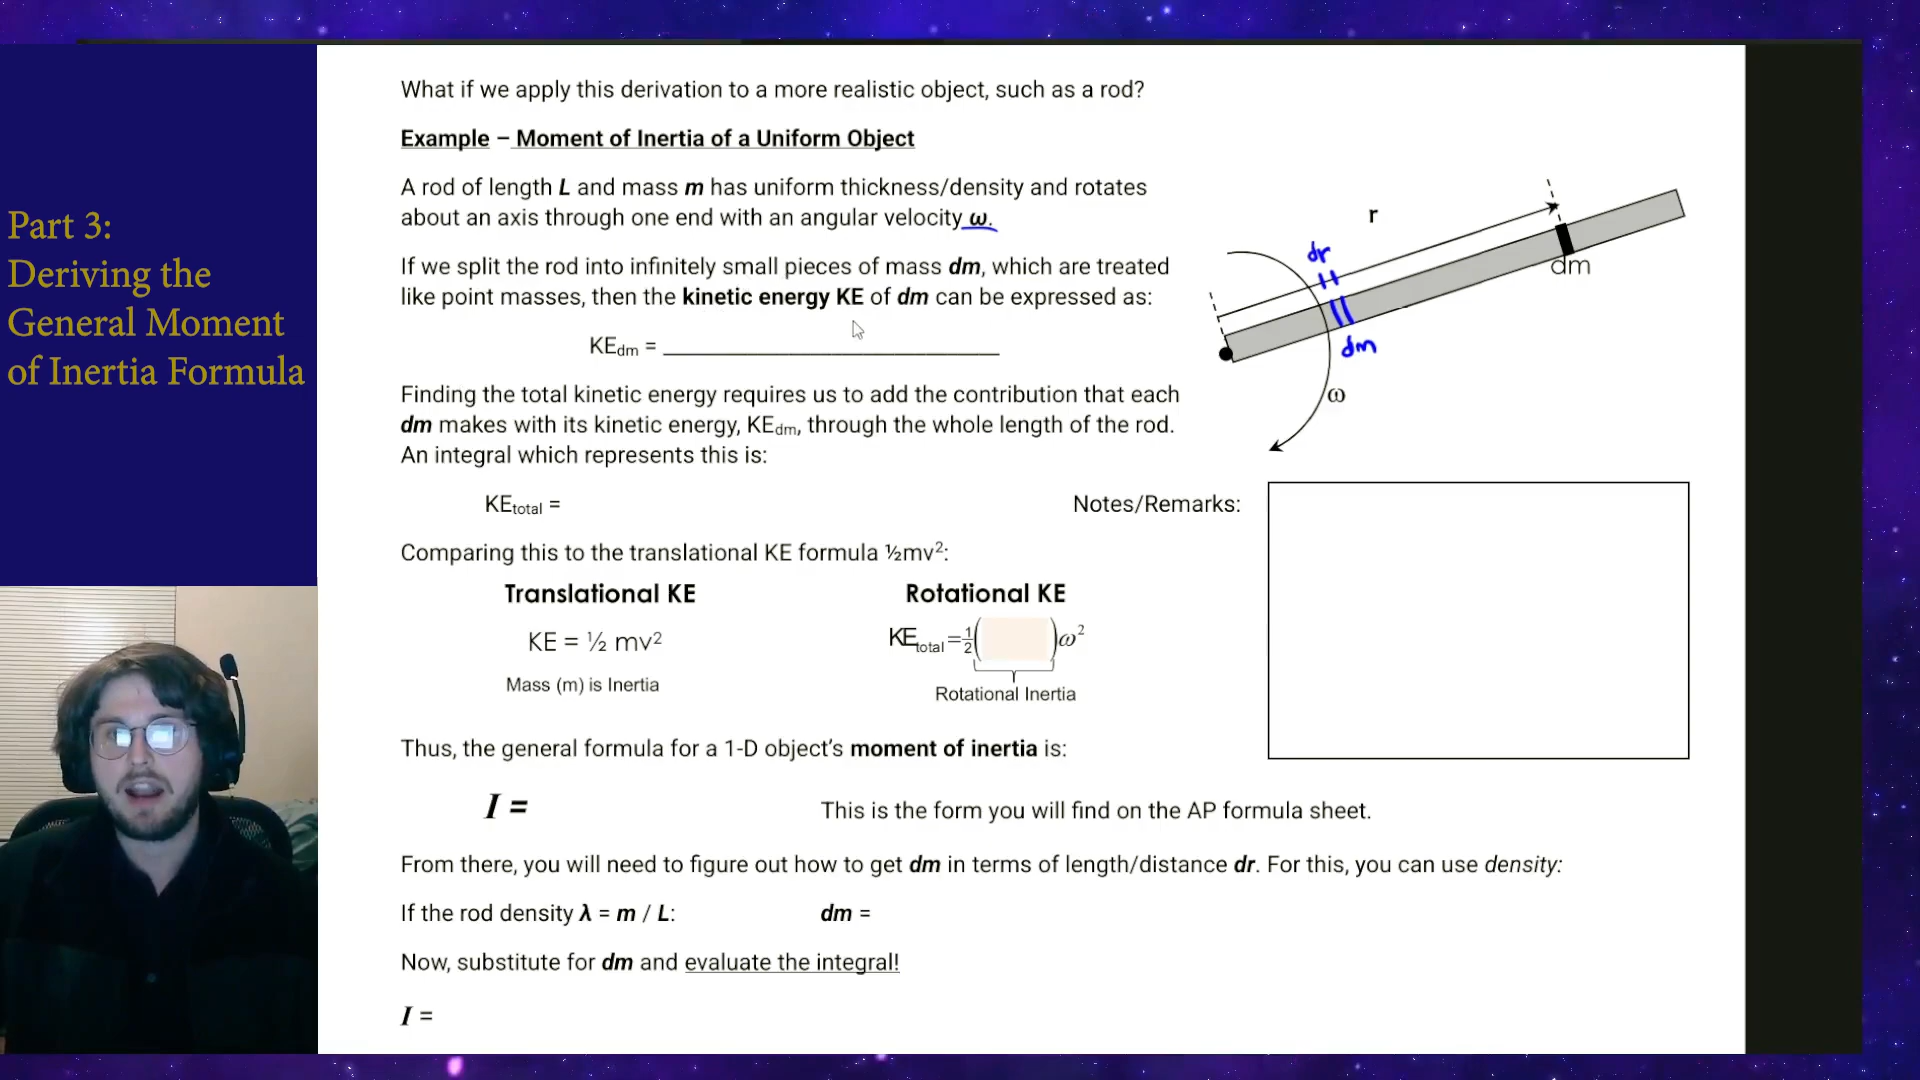 Part 3:
Deriving the
General Moment
of Inertia Formula
What if we apply this derivation to a more realistic object, such as a rod?
Example – Moment of Inertia of a Uniform Object
A rod of length L and mass m has uniform thickness/density and rotates
about an axis through one end with an angular velocity ω.
If we split the rod into infinitely small pieces of mass dm, which are treated
like point masses, then the kinetic energy KE of dm can be expressed as:
KEdm = ____________________
r
dr
dm
dm
ω
Finding the total kinetic energy requires us to add the contribution that each
dm makes with its kinetic energy, KEdm, through the whole length of the rod.
An integral which represents this is:
KEtotal =
Notes/Remarks:
Comparing this to the translational KE formula ½mv²:
Translational KE
Rotational KE
KE = ½ mv²
KEtotal = ½( )ω²
Mass (m) is Inertia
Rotational Inertia
Thus, the general formula for a 1-D object’s moment of inertia is:
I =
This is the form you will find on the AP formula sheet.
From there, you will need to figure out how to get dm in terms of length/distance dr. For this, you can use density:
If the rod density λ = m / L:
dm =
Now, substitute for dm and evaluate the integral!
I =